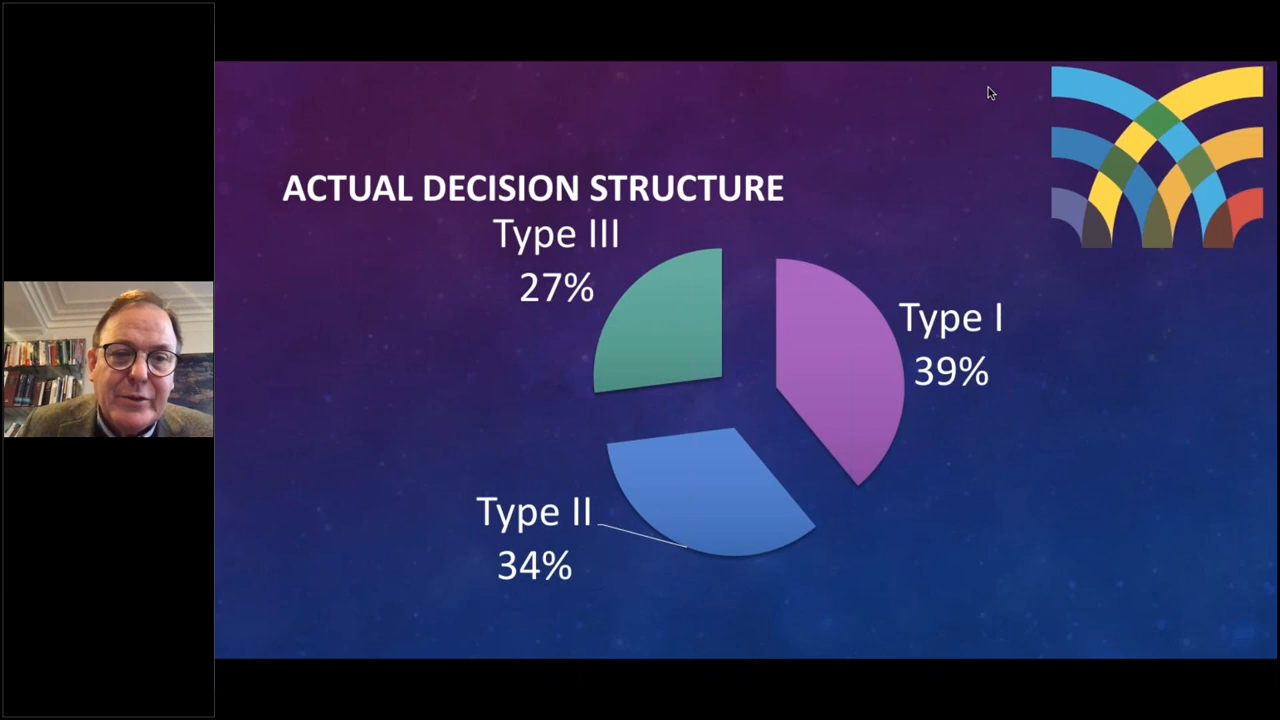 ACTUAL DECISION STRUCTURE
Type III
27%
Type I
39%
Type II
34%